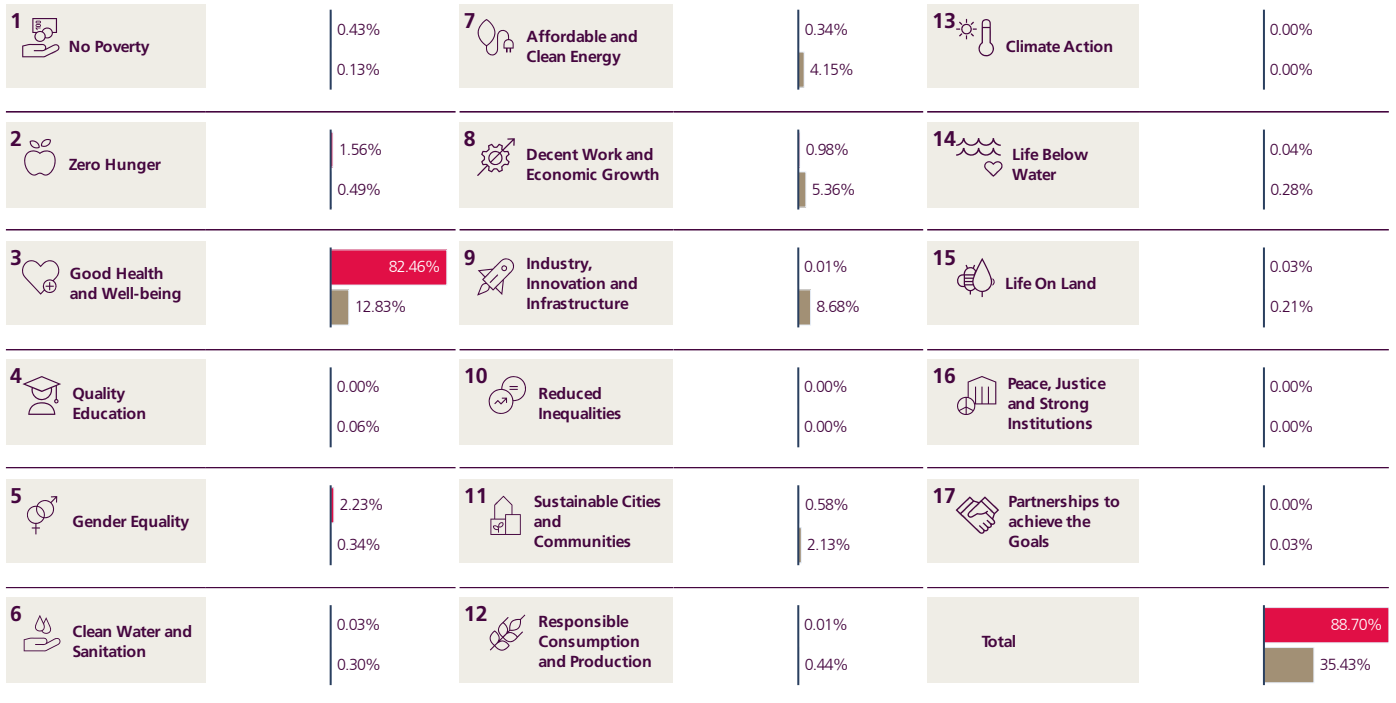 1
No Poverty
0.43%
0.13%
2
Zero Hunger
1.56%
0.49%
3
Good Health
and Well-being
82.46%
12.83%
4
Quality
Education
0.00%
0.06%
5
Gender Equality
2.23%
0.34%
6
Clean Water and
Sanitation
0.03%
0.30%
7
Affordable and
Clean Energy
0.34%
4.15%
8
Decent Work and
Economic Growth
0.98%
5.36%
9
Industry,
Innovation and
Infrastructure
0.01%
8.68%
10
Reduced
Inequalities
0.00%
0.00%
11
Sustainable Cities
and
Communities
0.58%
2.13%
12
Responsible
Consumption
and Production
0.01%
0.44%
13
Climate Action
0.00%
0.00%
14
Life Below
Water
0.04%
0.28%
15
Life On Land
0.03%
0.21%
16
Peace, Justice
and Strong
Institutions
0.00%
0.00%
17
Partnerships to
achieve the
Goals
0.00%
0.03%
Total
88.70%
35.43%